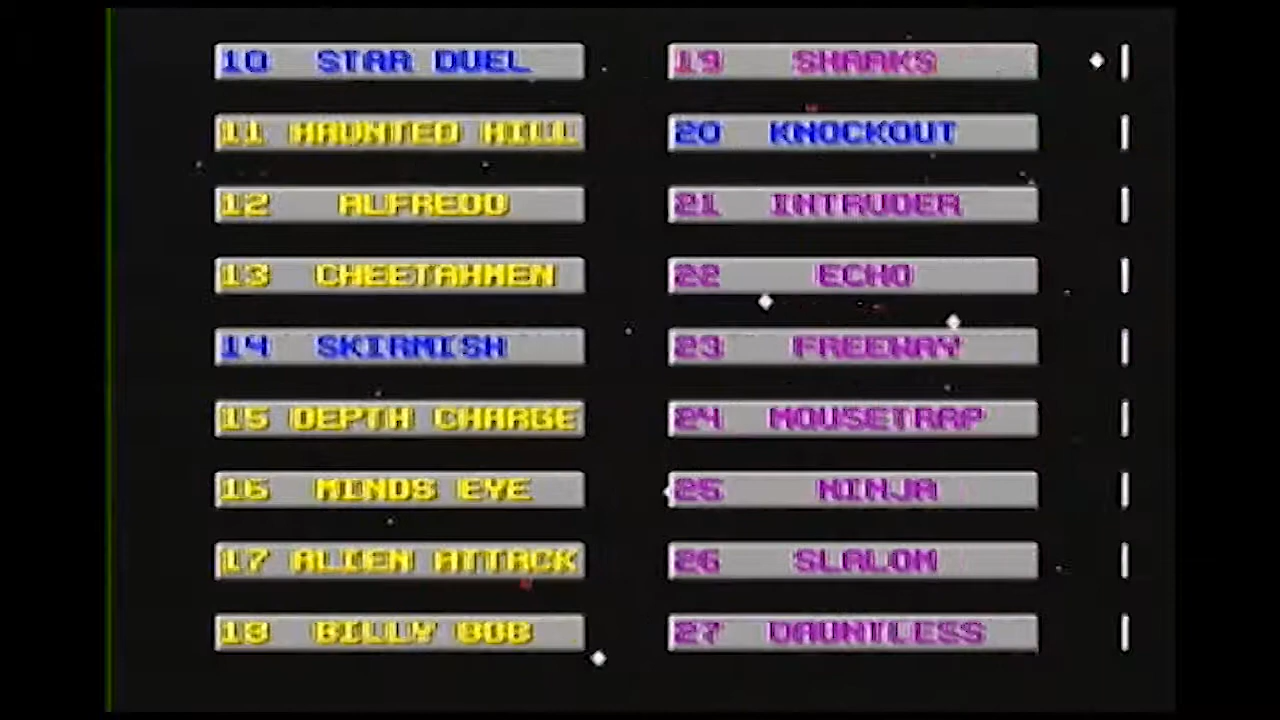 10 STAR DUEL
11 HAUNTED HILL
12 ALFREDO
13 CHEETAHMEN
14 SKIRMISH
15 DEPTH CHARGE
16 MINDS EYE
17 ALIEN ATTACK
18 BILLY BOB
19 SHARKS
20 KNOCKOUT
21 INTRUDER
22 ECHO
23 FREEWAY
24 MOUSETRAP
25 NINJA
26 SLALOM
27 DAUNTLESS